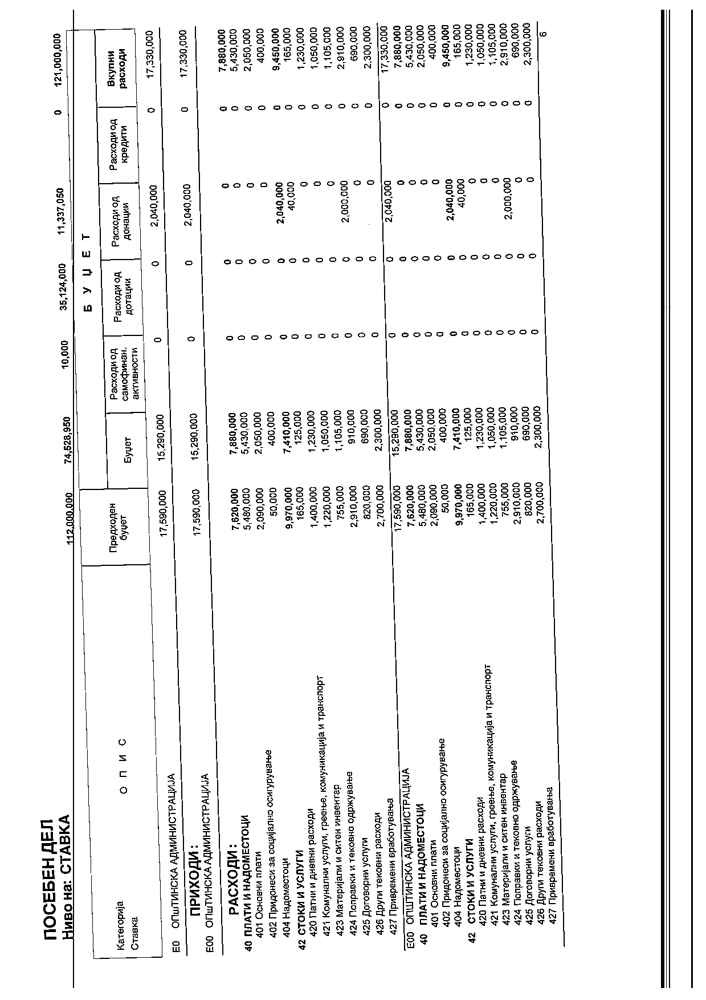 ПОСЕБЕН ДЕЛ
Ниво на: СТАВКА
112,000,000 74,528,950 10,000 35,124,000 11,337,050 0 121,000,000
Категорија
Ставка
О П И С
Предходен
буџет
Б У Џ Е Т
Буџет
Расходи од
самофинан.
активности
Расходи од
дотации
Расходи од
донации
Расходи од
кредити
Вкупни
расходи
Е0 ОПШТИНСКА АДМИНИСТРАЦИЈА 17,590,000 15,290,000 0 0 2,040,000 0 17,330,000
ПРИХОДИ :
Е00 ОПШТИНСКА АДМИНИСТРАЦИЈА 17,590,000 15,290,000 0 0 2,040,000 0 17,330,000
РАСХОДИ :
40 ПЛАТИ И НАДОМЕСТОЦИ 7,620,000 7,880,000 0 0 0 0 7,880,000
401 Основни плати 5,480,000 5,430,000 0 0 0 0 5,430,000
402 Придонеси за социјално осигурување 2,090,000 2,050,000 0 0 0 0 2,050,000
404 Надоместоци 50,000 400,000 0 0 0 0 400,000
42 СТОКИ И УСЛУГИ 9,970,000 7,410,000 0 0 2,040,000 0 9,450,000
420 Патни и дневни расходи 165,000 125,000 0 0 40,000 0 165,000
421 Комунални услуги, греење, комуникација и транспорт 1,400,000 1,230,000 0 0 0 0 1,230,000
423 Материјали и ситен инвентар 1,220,000 1,050,000 0 0 0 0 1,050,000
424 Поправки и тековно одржување 755,000 1,105,000 0 0 0 0 1,105,000
425 Договорни услуги 2,910,000 910,000 0 0 2,000,000 0 2,910,000
426 Други тековни расходи 820,000 690,000 0 0 0 0 690,000
427 Привремени вработувања 2,700,000 2,300,000 0 0 0 0 2,300,000
Е00 ОПШТИНСКА АДМИНИСТРАЦИЈА 17,590,000 15,290,000 0 0 2,040,000 0 17,330,000
40 ПЛАТИ И НАДОМЕСТОЦИ 7,620,000 7,880,000 0 0 0 0 7,880,000
401 Основни плати 5,480,000 5,430,000 0 0 0 0 5,430,000
402 Придонеси за социјално осигурување 2,090,000 2,050,000 0 0 0 0 2,050,000
404 Надоместоци 50,000 400,000 0 0 0 0 400,000
42 СТОКИ И УСЛУГИ 9,970,000 7,410,000 0 0 2,040,000 0 9,450,000
420 Патни и дневни расходи 165,000 125,000 0 0 40,000 0 165,000
421 Комунални услуги, греење, комуникација и транспорт 1,400,000 1,230,000 0 0 0 0 1,230,000
423 Материјали и ситен инвентар 1,220,000 1,050,000 0 0 0 0 1,050,000
424 Поправки и тековно одржување 755,000 1,105,000 0 0 0 0 1,105,000
425 Договорни услуги 2,910,000 910,000 0 0 2,000,000 0 2,910,000
426 Други тековни расходи 820,000 690,000 0 0 0 0 690,000
427 Привремени вработувања 2,700,000 2,300,000 0 0 0 0 2,300,000
6